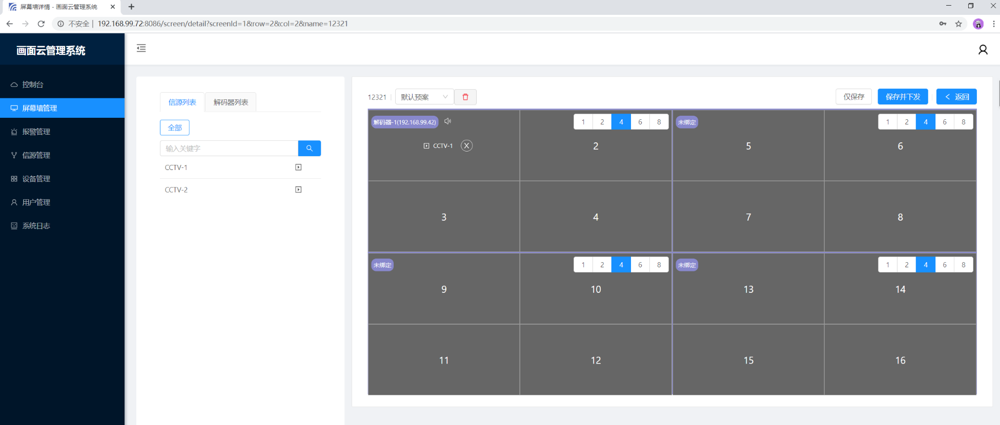 屏幕墙详情 - 画面云管理系统
不安全 | 192.168.99.72:8086/screen/detail?screenId=1&row=2&col=2&name=12321
画面云管理系统
控制台
屏幕墙管理
报警管理
信源管理
设备管理
用户管理
系统日志
信源列表 解码器列表
全部
输入关键字
CCTV-1
CCTV-2
12321 默认预案 仅保存 保存并下发 返回
解码器-1(192.168.99.42) 1 2 4 6 8 未绑定 1 2 4 6 8
CCTV-1 X 2 5 6
3 4 7 8
未绑定 1 2 4 6 8 未绑定 1 2 4 6 8
9 10 13 14
11 12 15 16